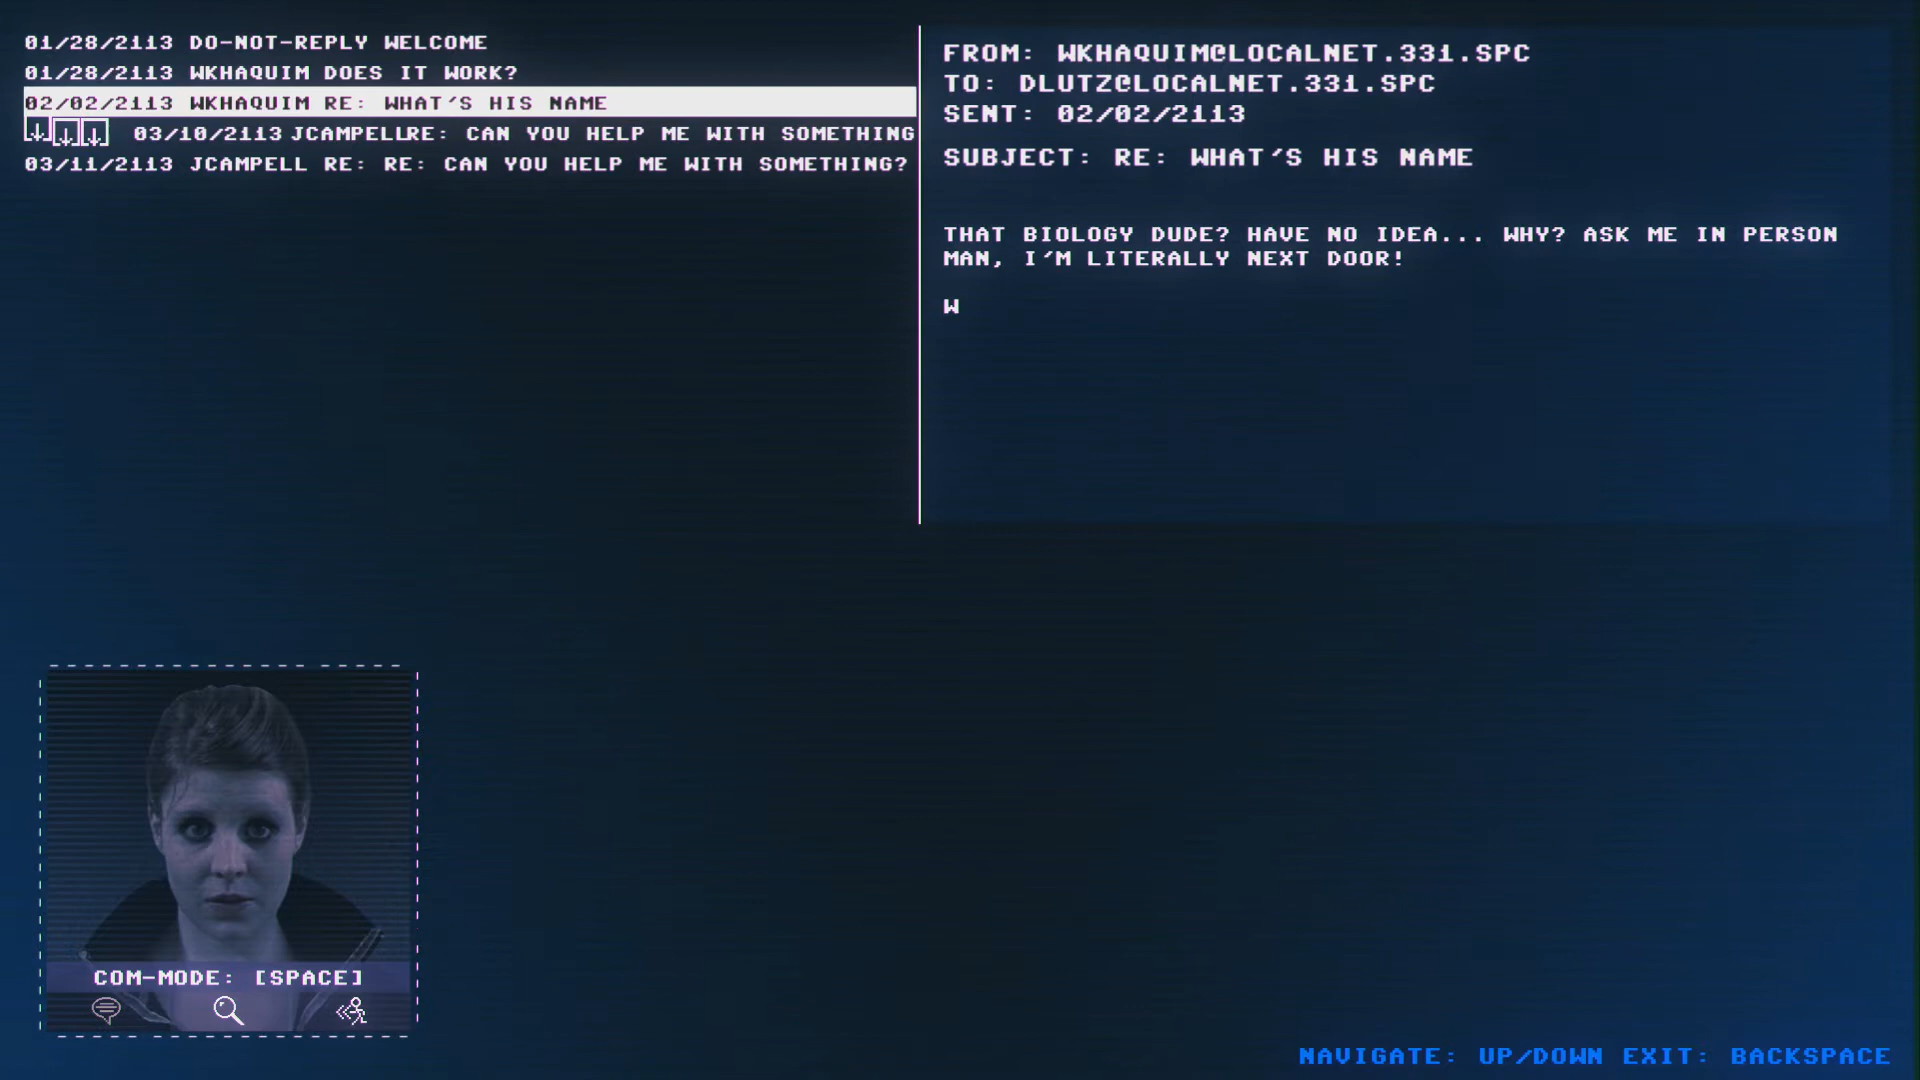 01/28/2113 DO-NOT-REPLY WELCOME
01/28/2113 WKHAQUIM DOES IT WORK?
02/02/2113 WKHAQUIM RE: WHAT'S HIS NAME
03/10/2113 JCAMPELLRE: CAN YOU HELP ME WITH SOMETHING
03/11/2113 JCAMPELL RE: RE: CAN YOU HELP ME WITH SOMETHING?
FROM: WKHAQUIM@LOCALNET.331.SPC
TO: DLUTZ@LOCALNET.331.SPC
SENT: 02/02/2113
SUBJECT: RE: WHAT'S HIS NAME
THAT BIOLOGY DUDE? HAVE NO IDEA... WHY? ASK ME IN PERSON
MAN, I'M LITERALLY NEXT DOOR!
W
COM-MODE: [SPACE]
NAVIGATE: UP/DOWN EXIT: BACKSPACE